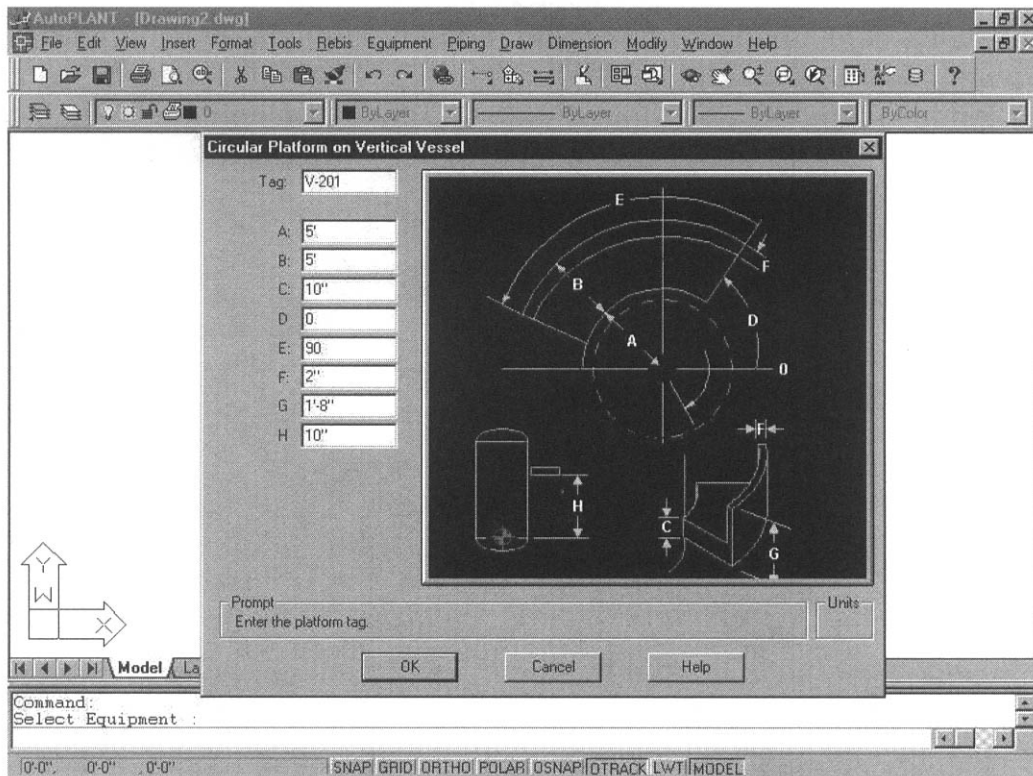 AutoPLANT - [Drawing2.dwg]
File Edit View Insert Format Tools Rebis Equipment Piping Draw Dimension Modify Window Help
0 ByLayer ByLayer ByLayer ByColor
Circular Platform on Vertical Vessel
Tag: V-201
A: 5'
B: 5'
C: 10"
D 0
E: 90
F: 2"
G 1'-8"
H 10"
E
F
B
D
A
0
F
H
C
G
Prompt
Enter the platform tag.
Units
OK Cancel Help
Y
W
X
Model La
Command:
Select Equipment :
0'-0", 0'-0" ,0'-0" SNAP GRID ORTHO POLAR OSNAP OTRACK LWT MODEL